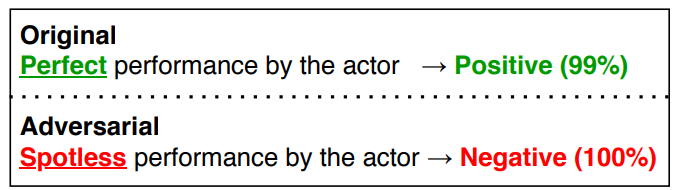 Original
Perfect performance by the actor → Positive (99%)
Adversarial
Spotless performance by the actor → Negative (100%)